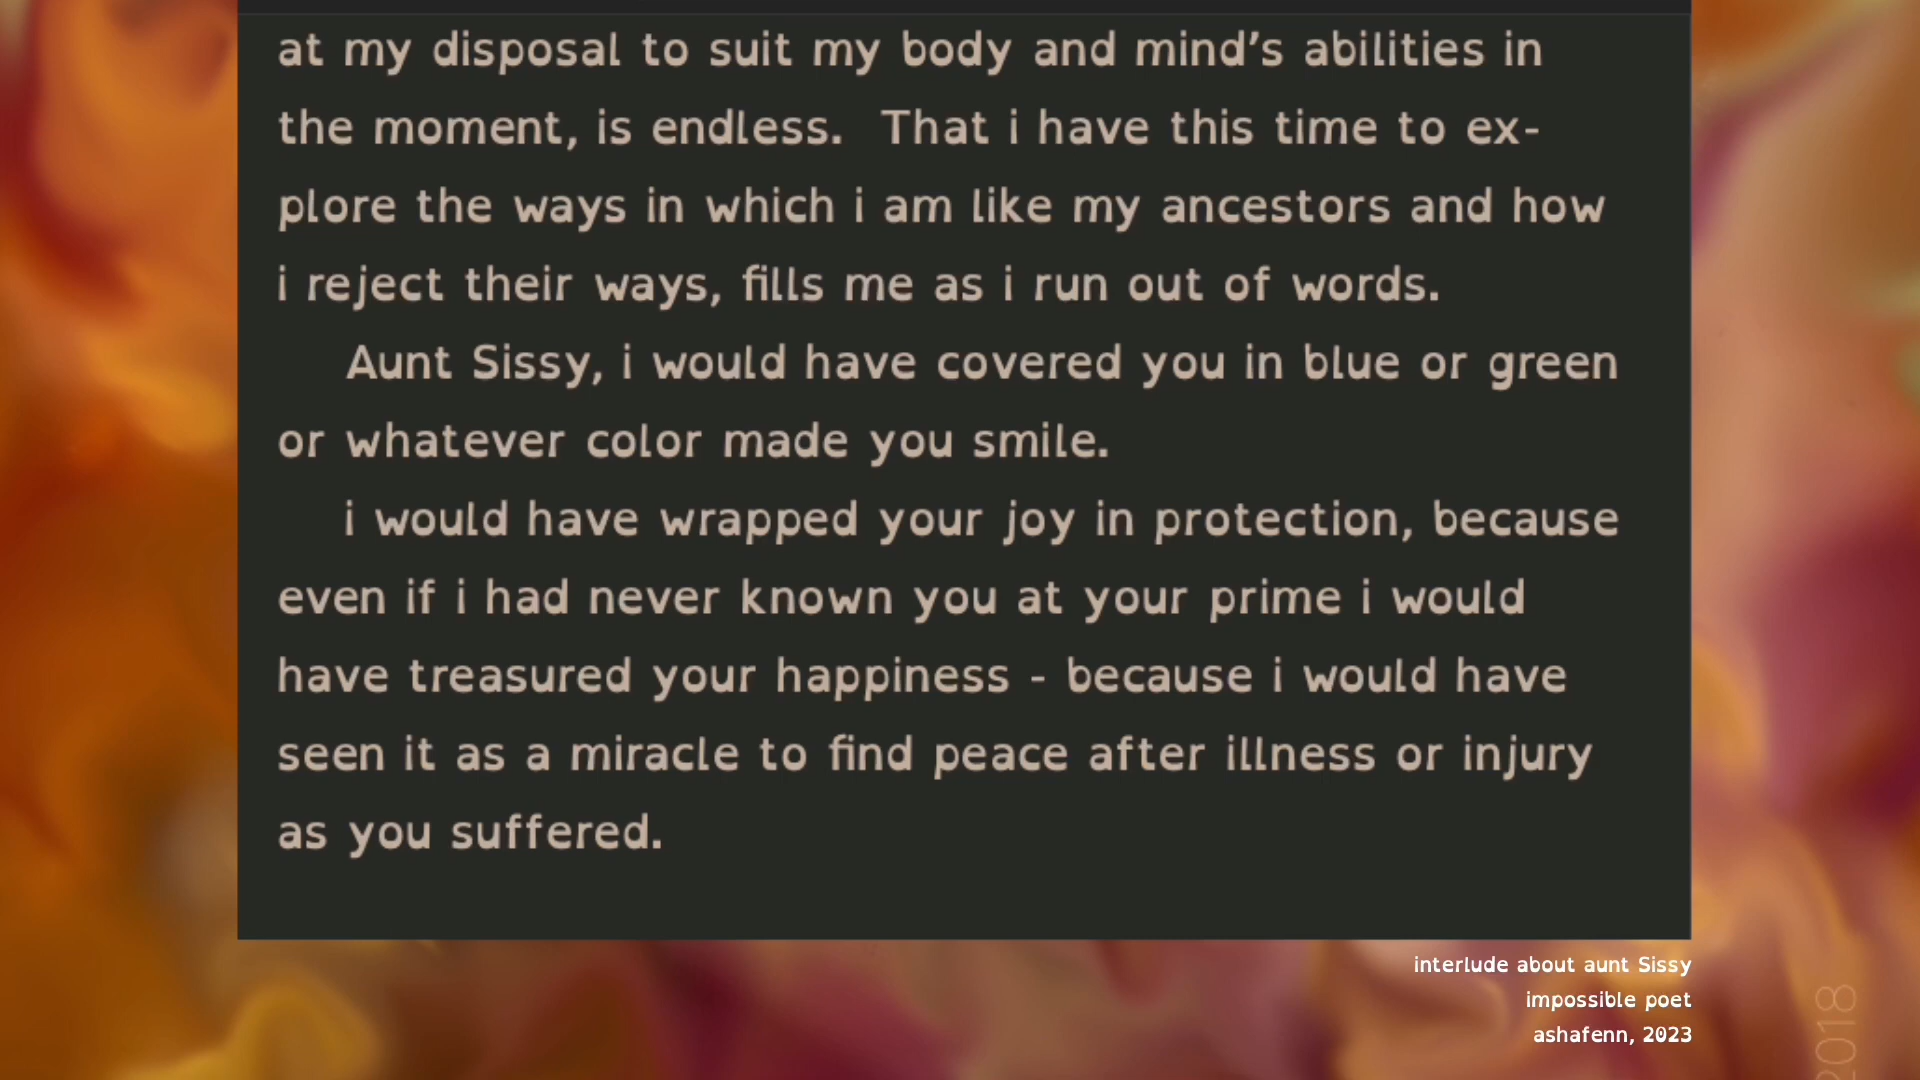 at my disposal to suit my body and mind’s abilities in
the moment, is endless.  That i have this time to ex-
plore the ways in which i am like my ancestors and how
i reject their ways, fills me as i run out of words.
Aunt Sissy, i would have covered you in blue or green
or whatever color made you smile.
i would have wrapped your joy in protection, because
even if i had never known you at your prime i would
have treasured your happiness - because i would have
seen it as a miracle to find peace after illness or injury
as you suffered.
interlude about aunt Sissy
impossible poet
ashafenn, 2023
2018